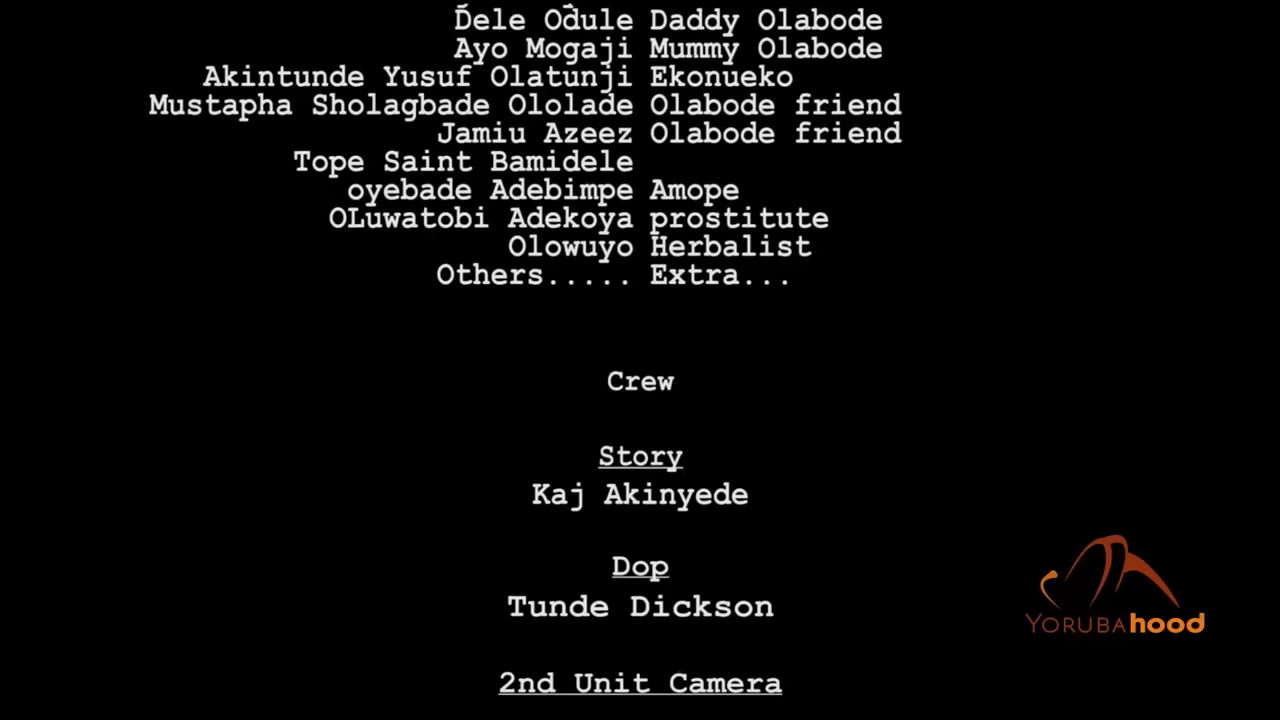 Dele Odule Daddy Olabode
Ayo Mogaji Mummy Olabode
Akintunde Yusuf Olatunji Ekonueko
Mustapha Sholagbade Ololade Olabode friend
Jamiu Azeez Olabode friend
Tope Saint Bamidele
oyebade Adebimpe Amope
OLuwatobi Adekoya prostitute
Olowuyo Herbalist
Others..... Extra...
Crew
Story
Kaj Akinyede
Dop
Tunde Dickson
YORUBAhood
2nd Unit Camera